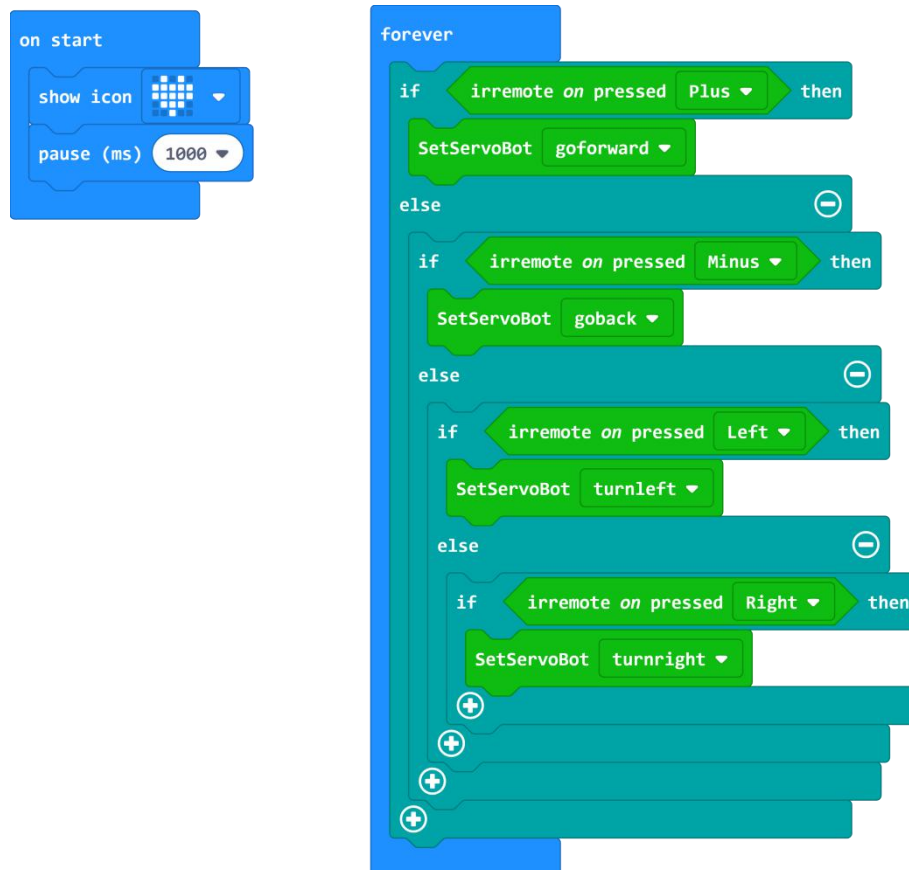 on start
show icon
pause (ms) 1000
forever
if irremote on pressed Plus then
SetServoBot goforward
else
if irremote on pressed Minus then
SetServoBot goback
else
if irremote on pressed Left then
SetServoBot turnleft
else
if irremote on pressed Right then
SetServoBot turnright